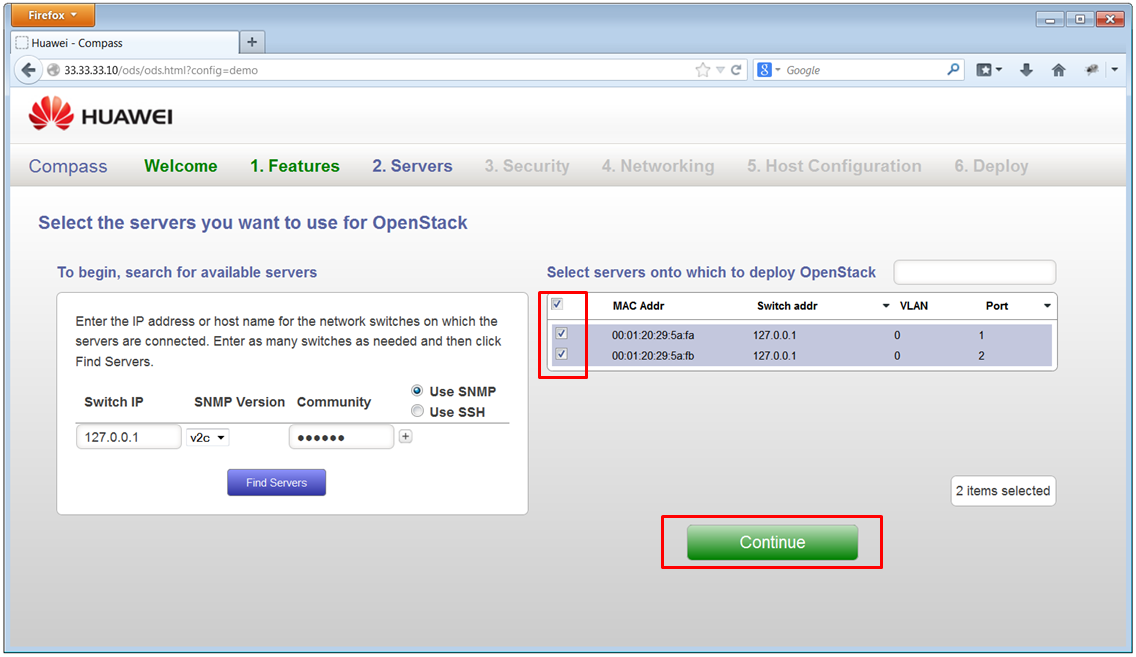 Firefox
Huawei - Compass
33.33.33.10/ods/ods.html?config=demo
Google
HUAWEI
Compass Welcome 1. Features 2. Servers 3. Security 4. Networking 5. Host Configuration 6. Deploy
Select the servers you want to use for OpenStack
To begin, search for available servers
Enter the IP address or host name for the network switches on which the
servers are connected. Enter as many switches as needed and then click
Find Servers.
Use SNMP
Switch IP SNMP Version Community
Use SSH
127.0.0.1 v2c ●●●●●● +
Find Servers
Select servers onto which to deploy OpenStack
MAC Addr Switch addr VLAN Port
00:01:20:29:5a:fa 127.0.0.1 0 1
00:01:20:29:5a:fb 127.0.0.1 0 2
2 items selected
Continue